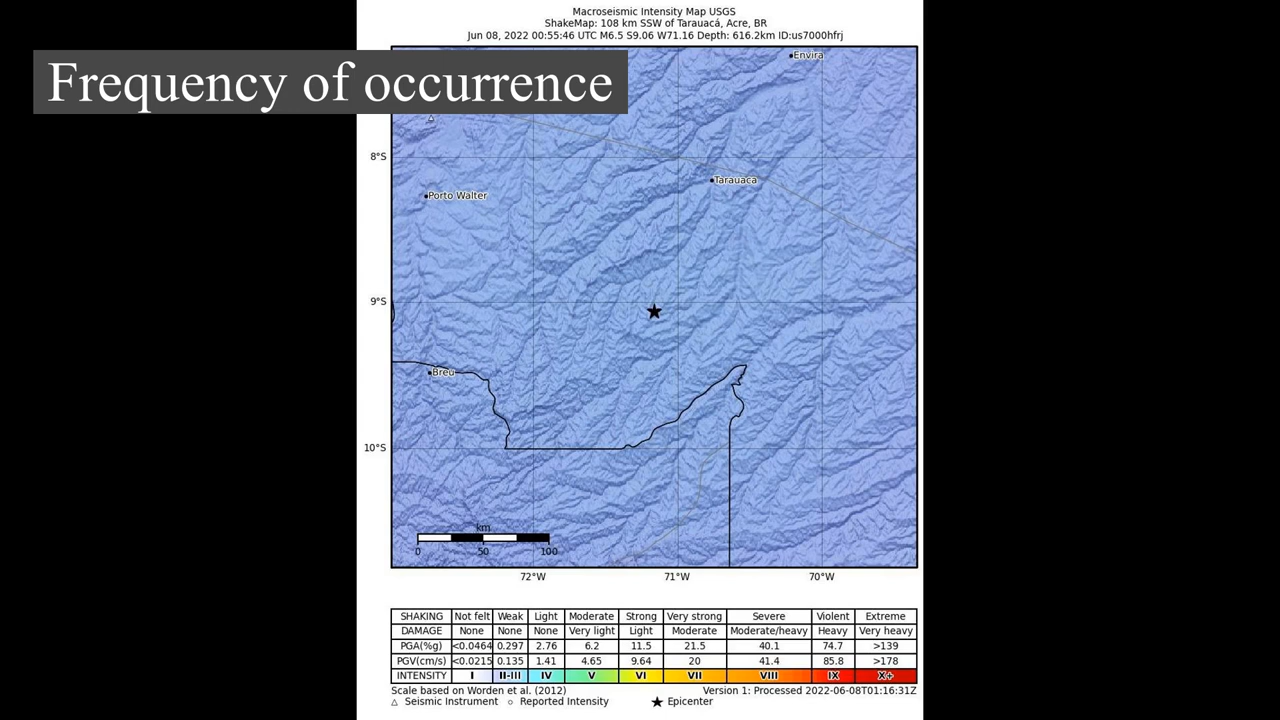 Macroseismic Intensity Map USGS
ShakeMap: 108 km SSW of Tarauacá, Acre, BR
Jun 08, 2022 00:55:46 UTC M6.5 S9.06 W71.16 Depth: 616.2km ID:us7000hfrj
Frequency of occurrence
Envira
8°S
Tarauaca
Porto Walter
9°S
Breu
10°S
km
0 50 100
72°W 71°W 70°W
SHAKING Not felt Weak Light Moderate Strong Very strong Severe Violent Extreme
DAMAGE None None None Very light Light Moderate Moderate/heavy Heavy Very heavy
PGA(%g) <0.0464 0.297 2.76 6.2 11.5 21.5 40.1 74.7 >139
PGV(cm/s) <0.0215 0.135 1.41 4.65 9.64 20 41.4 85.8 >178
INTENSITY I II-III IV V VI VII VIII IX X+
Scale based on Worden et al. (2012) Version 1: Processed 2022-06-08T01:16:31Z
△ Seismic Instrument ○ Reported Intensity ★ Epicenter